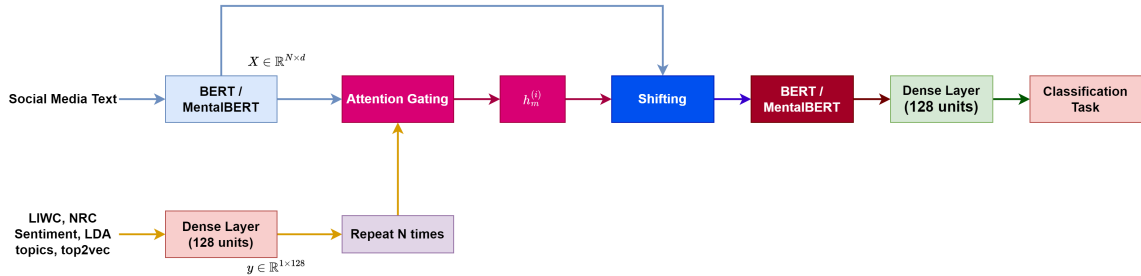 X ∈ ℝ^{N×d}
Social Media Text
BERT /
MentalBERT
Attention Gating
h_m^{(i)}
Shifting
BERT /
MentalBERT
Dense Layer
(128 units)
Classification
Task
LIWC, NRC
Sentiment, LDA
topics, top2vec
Dense Layer
(128 units)
Repeat N times
y ∈ ℝ^{1×128}